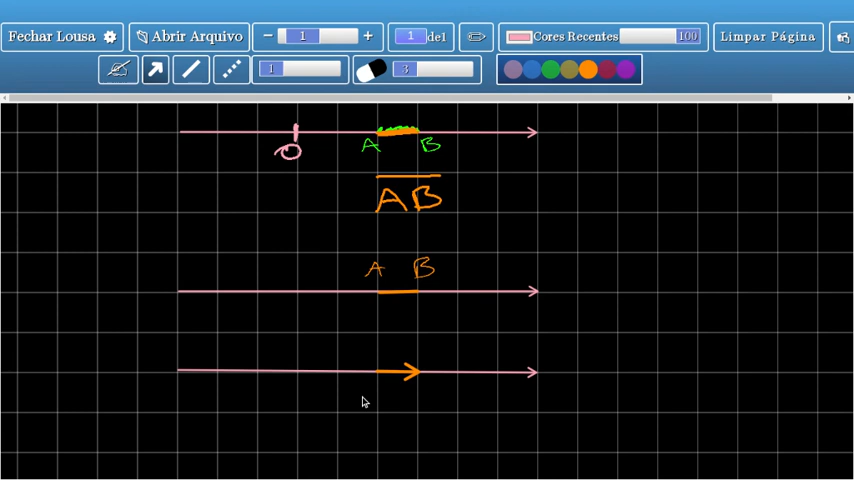 Fechar Lousa Abrir Arquivo − 1 + 1 de1 Cores Recentes 100 Limpar Página
1 3
O A B
AB
A B